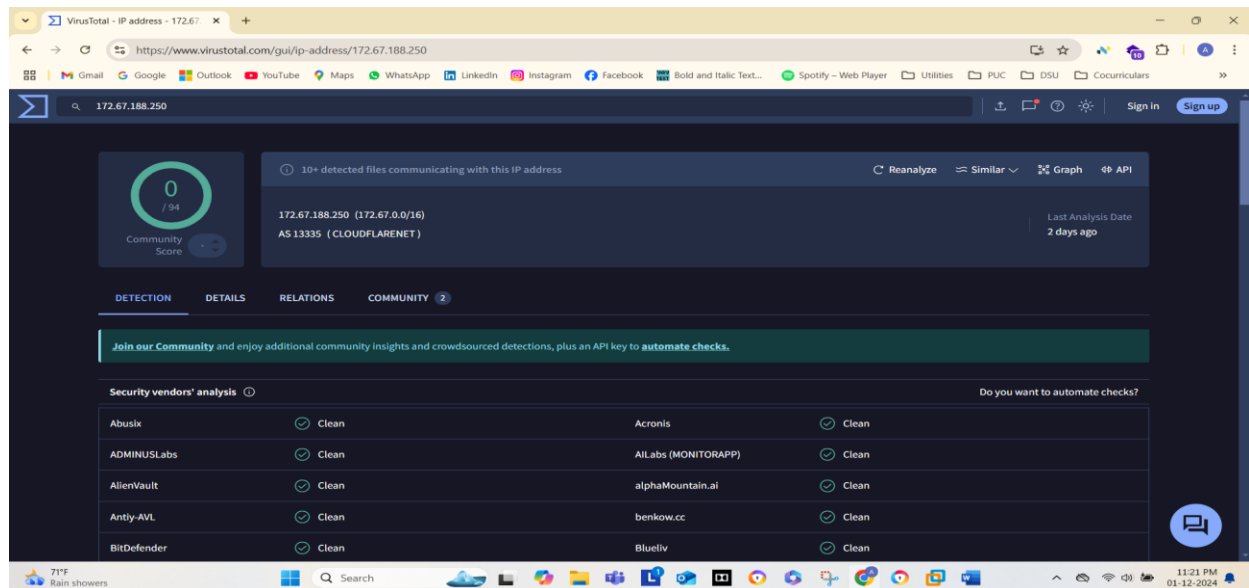 VirusTotal - IP address - 172.67.
https://www.virustotal.com/gui/ip-address/172.67.188.250
A
Gmail Google Outlook YouTube Maps WhatsApp LinkedIn Instagram Facebook Bold and Italic Text... Spotify – Web Player Utilities PUC DSU Cocurriculars »
172.67.188.250 Sign in Sign up
0
/ 94
Community
Score
10+ detected files communicating with this IP address Reanalyze Similar Graph API
172.67.188.250 (172.67.0.0/16)
AS 13335 ( CLOUDFLARENET )
Last Analysis Date
2 days ago
DETECTION DETAILS RELATIONS COMMUNITY 2
Join our Community and enjoy additional community insights and crowdsourced detections, plus an API key to automate checks.
Security vendors' analysis Do you want to automate checks?
Abusix Clean Acronis Clean
ADMINUSLabs Clean AILabs (MONITORAPP) Clean
AlienVault Clean alphaMountain.ai Clean
Antiy-AVL Clean benkow.cc Clean
BitDefender Clean Blueliv Clean
71°F
Rain showers
Search
11:21 PM
01-12-2024